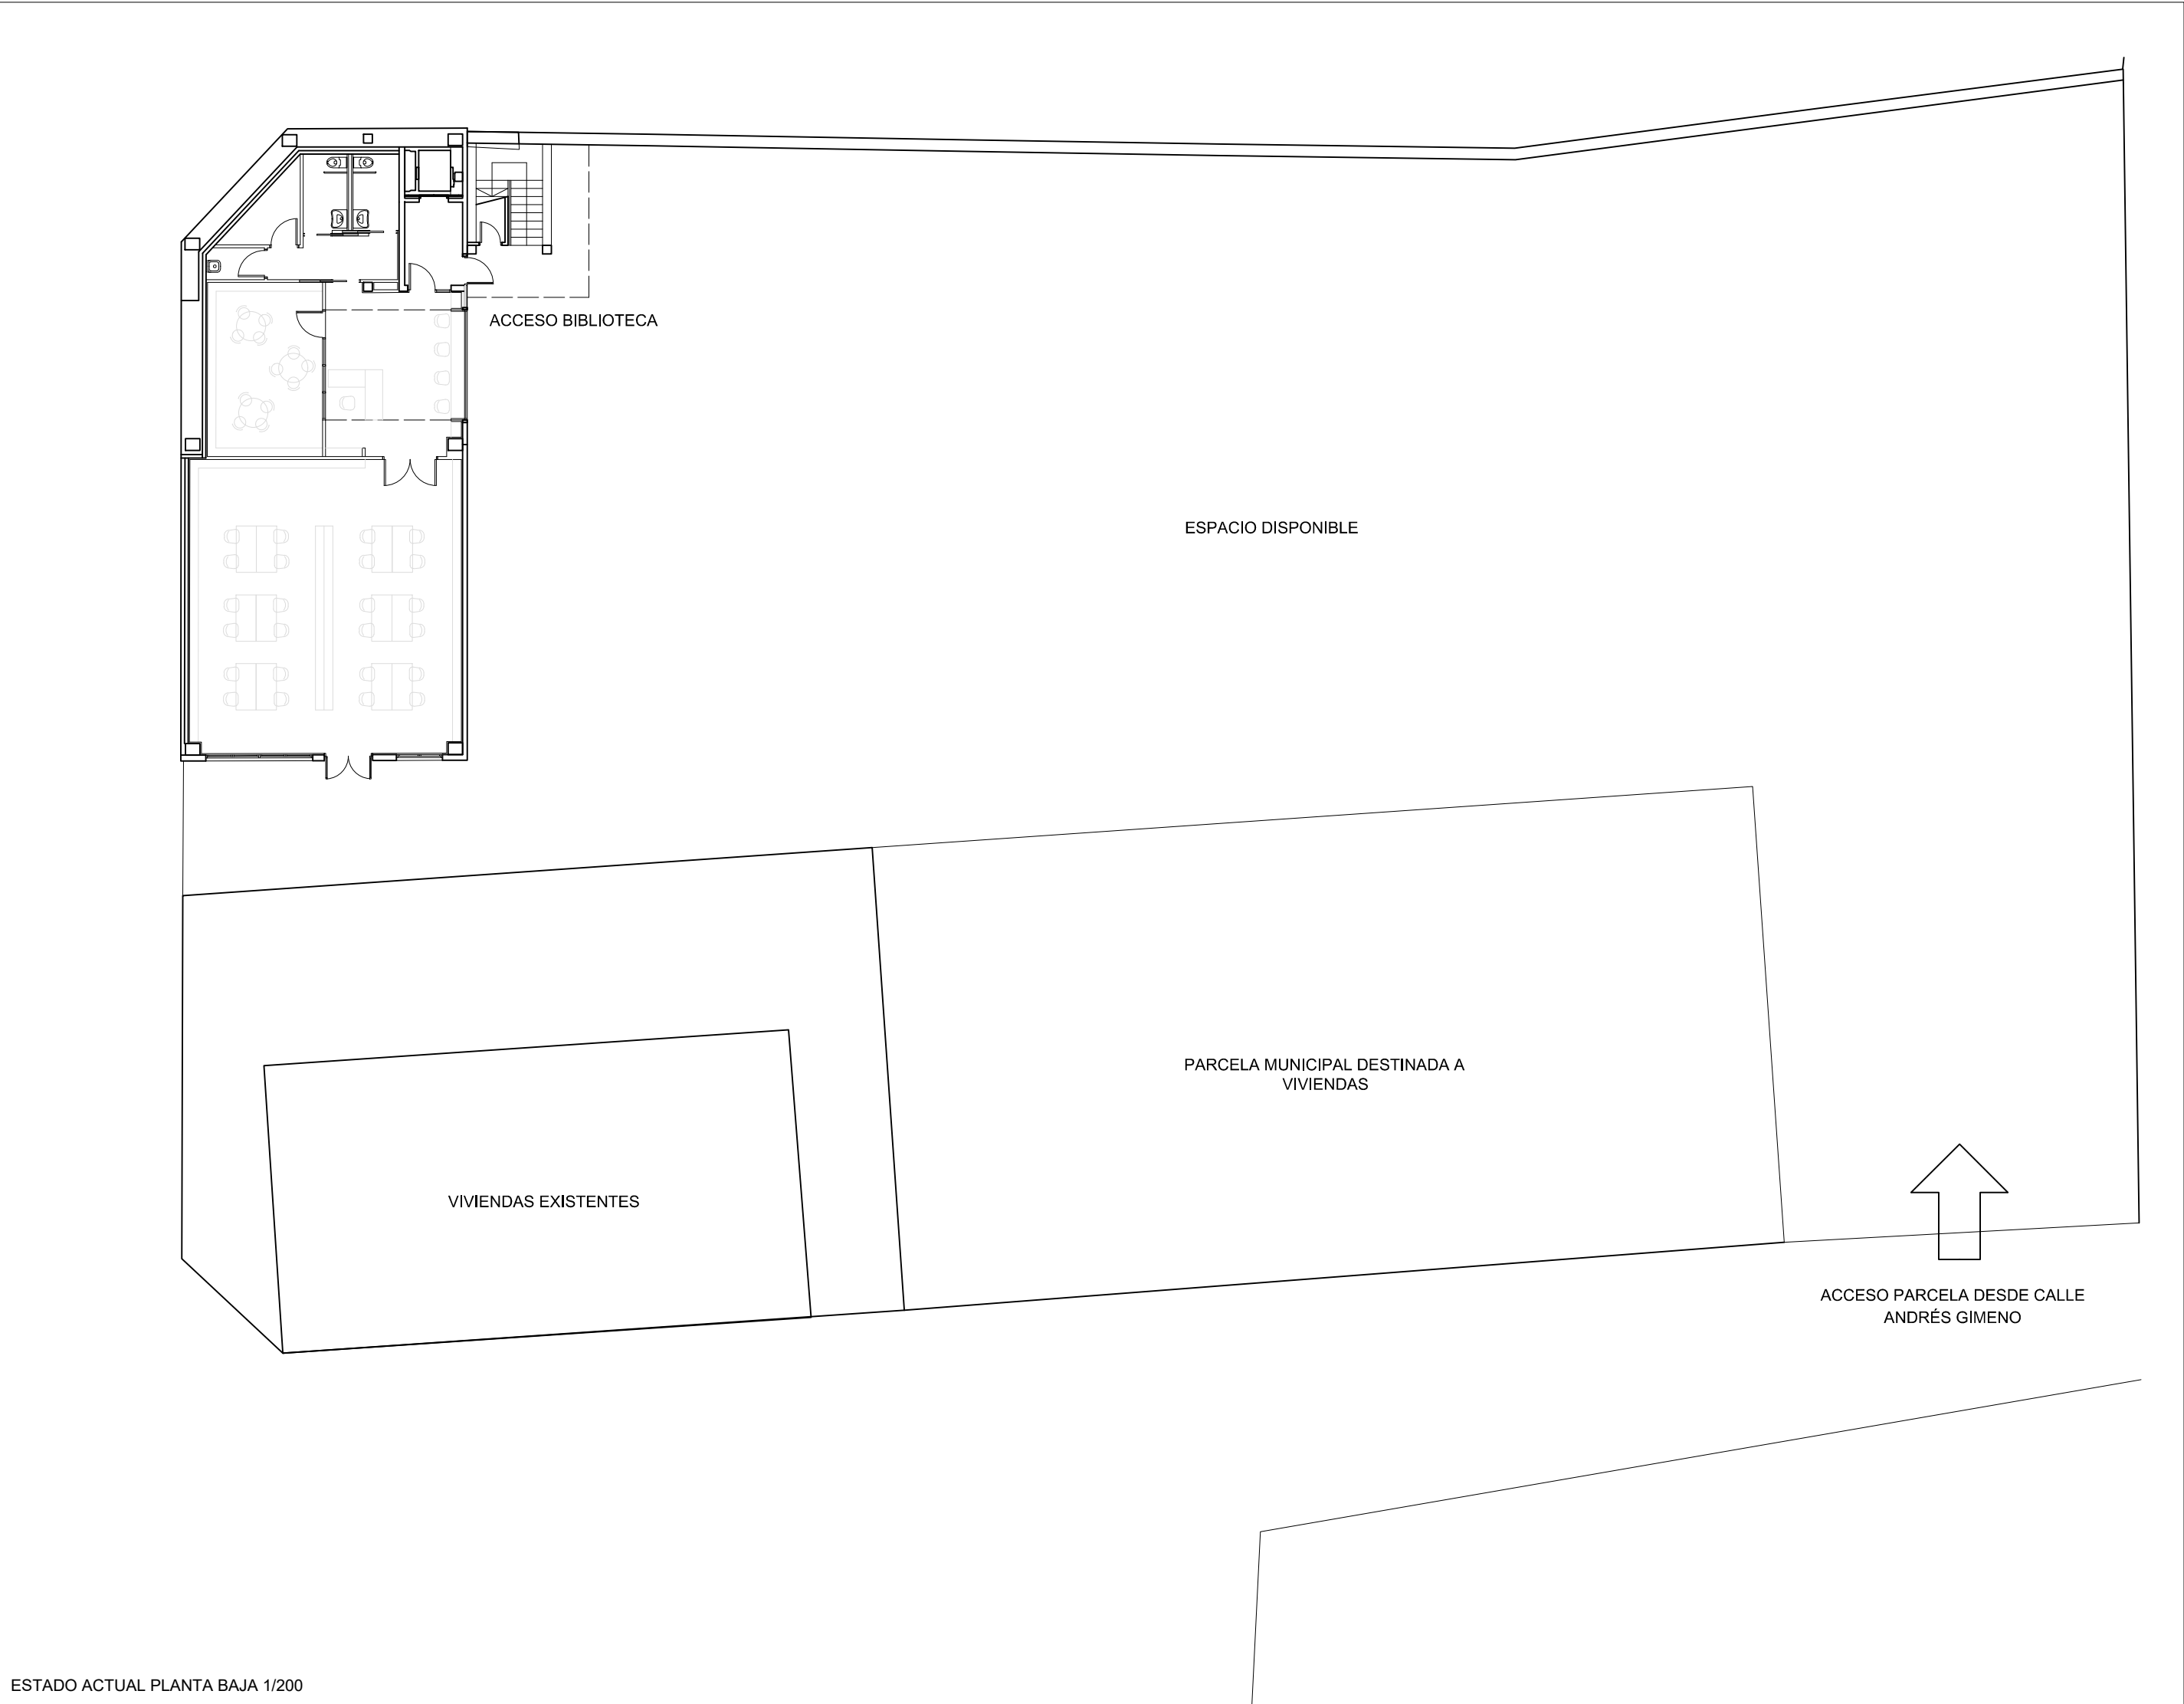 ACCESO BIBLIOTECA
ESPACIO DISPONIBLE
PARCELA MUNICIPAL DESTINADA A
VIVIENDAS
VIVIENDAS EXISTENTES
ACCESO PARCELA DESDE CALLE
ANDRÉS GIMENO
ESTADO ACTUAL PLANTA BAJA 1/200